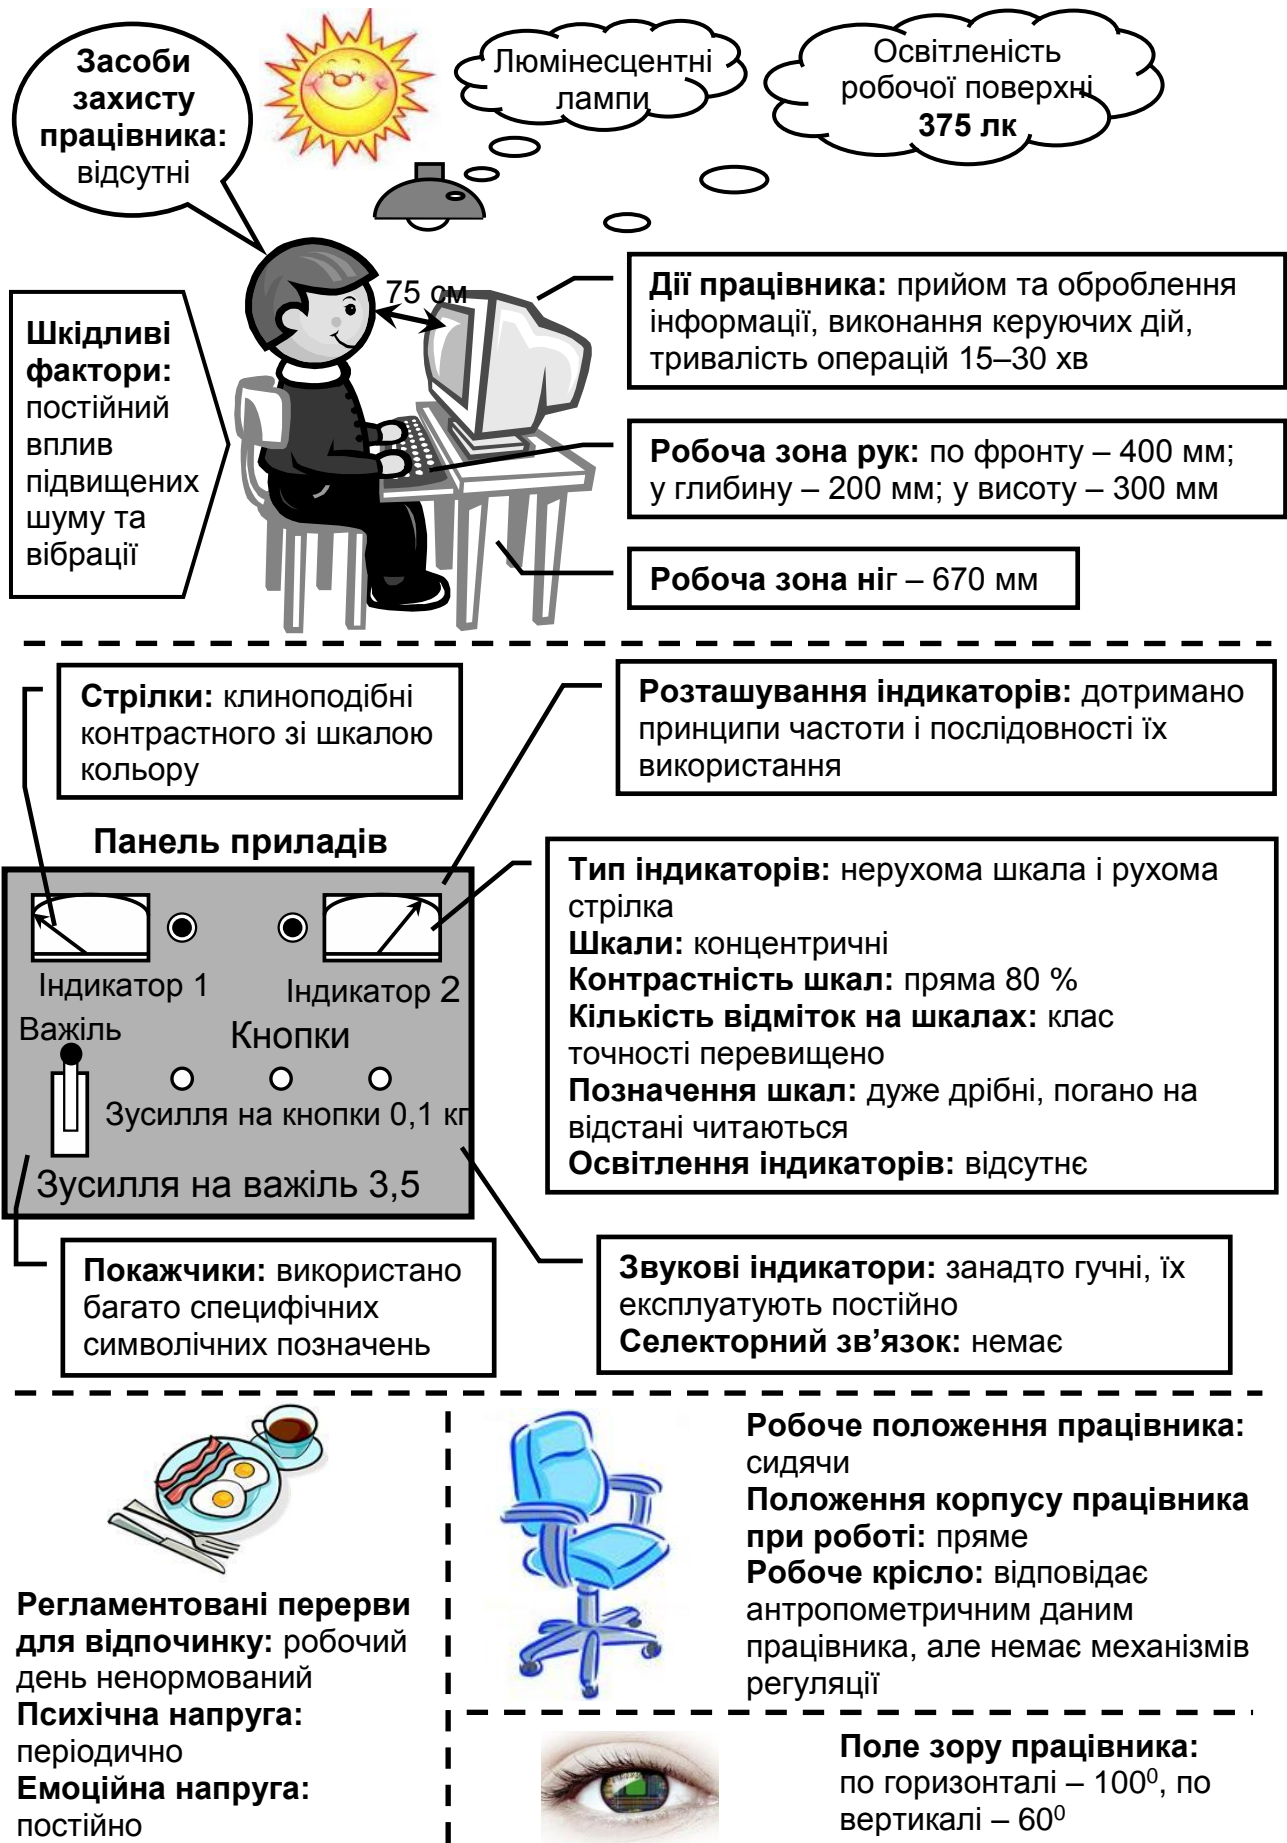 Засоби
захисту
працівника:
відсутні
Люмінесцентні
лампи
Освітленість
робочої поверхні
375 лк
75 см
Шкідливі
фактори:
постійний
вплив
підвищених
шуму та
вібрації
Дії працівника: прийом та оброблення
інформації, виконання керуючих дій,
тривалість операцій 15–30 хв
Робоча зона рук: по фронту – 400 мм;
у глибину – 200 мм; у висоту – 300 мм
Робоча зона ніг – 670 мм
Стрілки: клиноподібні
контрастного зі шкалою
кольору
Розташування індикаторів: дотримано
принципи частоти і послідовності їх
використання
Панель приладів
Індикатор 1
Індикатор 2
Важіль
Кнопки
Зусилля на кнопки 0,1 кг
Зусилля на важіль 3,5
Тип індикаторів: нерухома шкала і рухома
стрілка
Шкали: концентричні
Контрастність шкал: пряма 80 %
Кількість відміток на шкалах: клас
точності перевищено
Позначення шкал: дуже дрібні, погано на
відстані читаються
Освітлення індикаторів: відсутнє
Покажчики: використано
багато специфічних
символічних позначень
Звукові індикатори: занадто гучні, їх
експлуатують постійно
Селекторний зв’язок: немає
Регламентовані перерви
для відпочинку: робочий
день ненормований
Психічна напруга:
періодично
Емоційна напруга:
постійно
Робоче положення працівника:
сидячи
Положення корпусу працівника
при роботі: пряме
Робоче крісло: відповідає
антропометричним даним
працівника, але немає механізмів
регуляції
Поле зору працівника:
по горизонталі – 100⁰, по
вертикалі – 60⁰